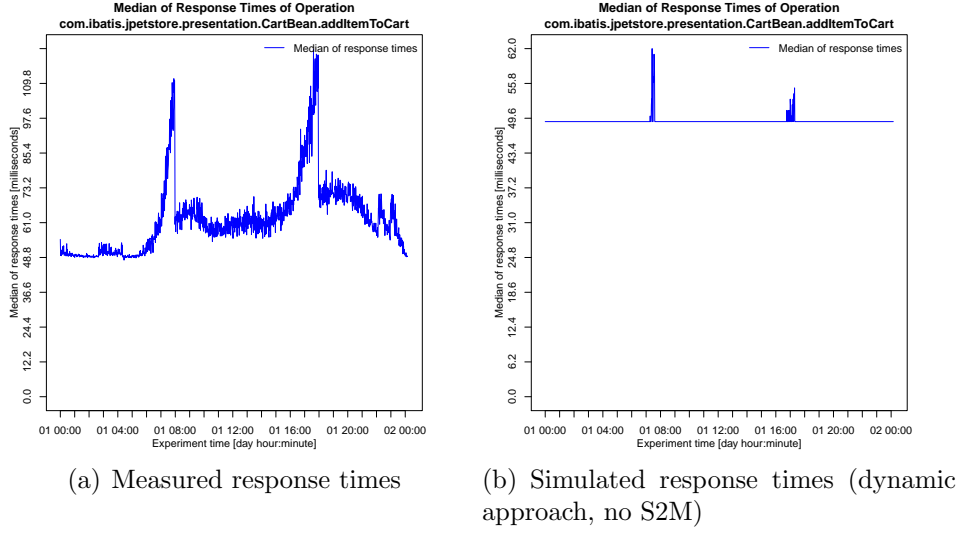 Median of Response Times of Operation
com.ibatis.jpetstore.presentation.CartBean.addItemToCart
Median of response times
Median of response times [milliseconds]
109.8
97.6
85.4
73.2
61.0
48.8
36.6
24.4
12.2
0.0
01 00:00 01 04:00 01 08:00 01 12:00 01 16:00 01 20:00 02 00:00
Experiment time [day hour:minute]
(a) Measured response times
Median of Response Times of Operation
com.ibatis.jpetstore.presentation.CartBean.addItemToCart
Median of response times
Median of response times [milliseconds]
62.0
55.8
49.6
43.4
37.2
31.0
24.8
18.6
12.4
6.2
0.0
01 00:00 01 04:00 01 08:00 01 12:00 01 16:00 01 20:00 02 00:00
Experiment time [day hour:minute]
(b) Simulated response times (dynamic
approach, no S2M)